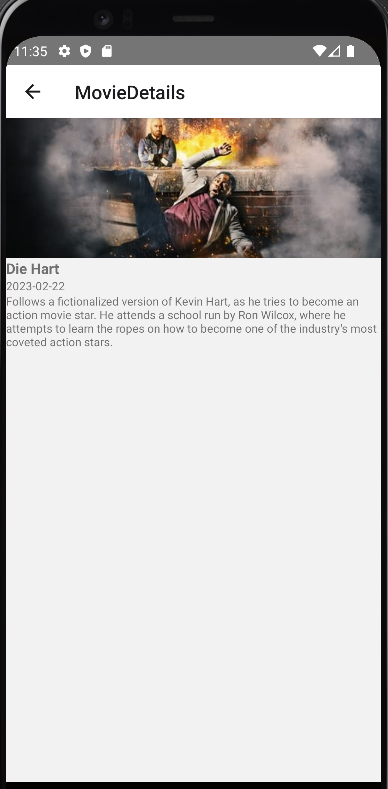 11:35
MovieDetails
Die Hart
2023-02-22
Follows a fictionalized version of Kevin Hart, as he tries to become an
action movie star. He attends a school run by Ron Wilcox, where he
attempts to learn the ropes on how to become one of the industry's most
coveted action stars.